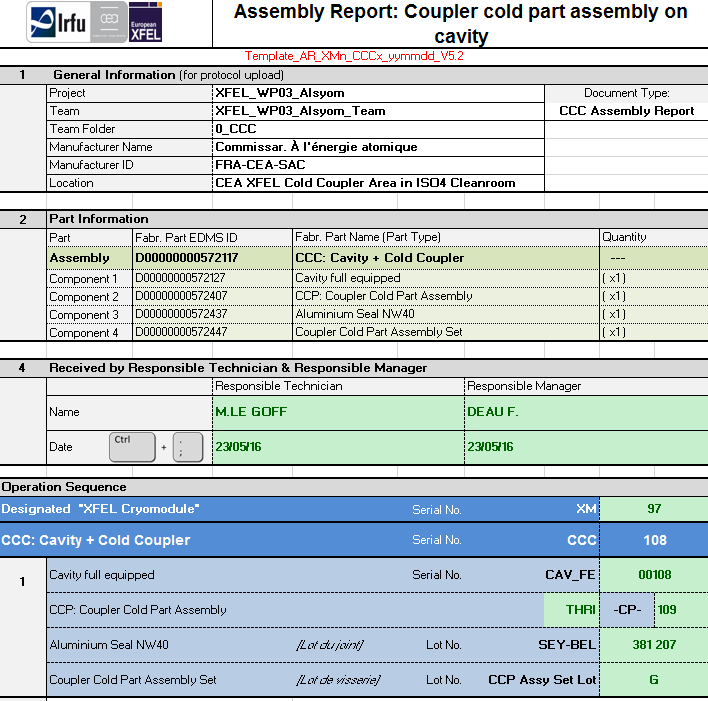 Irfu
cea
European
XFEL
Assembly Report: Coupler cold part assembly on
cavity
Template_AR_XMn_CCCx_yymmdd_V5.2
1 General Information (for protocol upload)
Project XFEL_WP03_Alsyom Document Type:
Team XFEL_WP03_Alsyom_Team CCC Assembly Report
Team Folder 0_CCC
Manufacturer Name Commissar. À l'énergie atomique
Manufacturer ID FRA-CEA-SAC
Location CEA XFEL Cold Coupler Area in ISO4 Cleanroom
2 Part Information
Part Fabr. Part EDMS ID Fabr. Part Name (Part Type) Quantity
Assembly D00000000572117 CCC: Cavity + Cold Coupler ---
Component 1 D00000000572127 Cavity full equipped ( x1)
Component 2 D00000000572407 CCP: Coupler Cold Part Assembly ( x1)
Component 3 D00000000572437 Aluminium Seal NW40 ( x1)
Component 4 D00000000572447 Coupler Cold Part Assembly Set ( x1)
4 Received by Responsible Technician & Responsible Manager
Responsible Technician Responsible Manager
Name M.LE GOFF DEAU F.
Date Ctrl + ; 23/05/16 23/05/16
Operation Sequence
Designated "XFEL Cryomodule" Serial No. XM 97
CCC: Cavity + Cold Coupler Serial No. CCC 108
1 Cavity full equipped Serial No. CAV_FE 00108
CCP: Coupler Cold Part Assembly THRI -CP- 109
Aluminium Seal NW40 [Lot du joint] Lot No. SEY-BEL 381 207
Coupler Cold Part Assembly Set [Lot de visserie] Lot No. CCP Assy Set Lot G